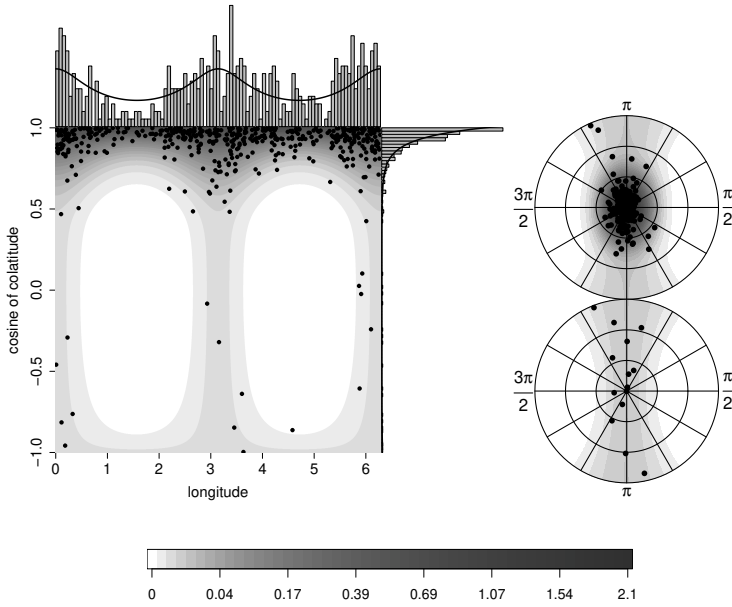 1.0
0.5
0.0
−0.5
−1.0
cosine of colatitude
0 1 2 3 4 5 6
longitude
π
3π/2
π/2
3π/2
π/2
π
0 0.04 0.17 0.39 0.69 1.07 1.54 2.1